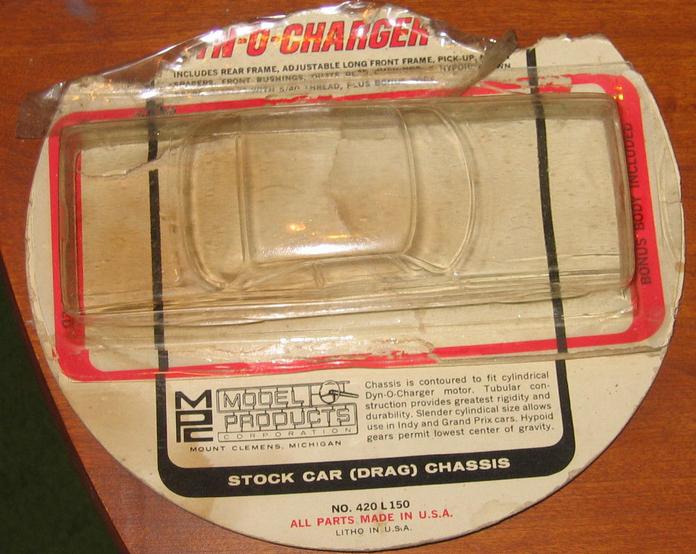 YN-O-CHARGER
INCLUDES REAR FRAME, ADJUSTABLE LONG FRONT FRAME, PICK-UP,
SPACERS, FRONT BUSHINGS, HYPOID
WITH 5/40 THREAD, PLUS
BONUS BODY INCLUDED
MPC
MODEL
PRODUCTS
CORPORATION
MOUNT CLEMENS, MICHIGAN
Chassis is contoured to fit cylindrical
Dyn-O-Charger motor. Tubular con-
struction provides greatest rigidity and
durability. Slender cylindrical size allows
use in Indy and Grand Prix cars. Hypoid
gears permit lowest center of gravity.
STOCK CAR (DRAG) CHASSIS
NO. 420 L 150
ALL PARTS MADE IN U.S.A.
LITHO IN U.S.A.